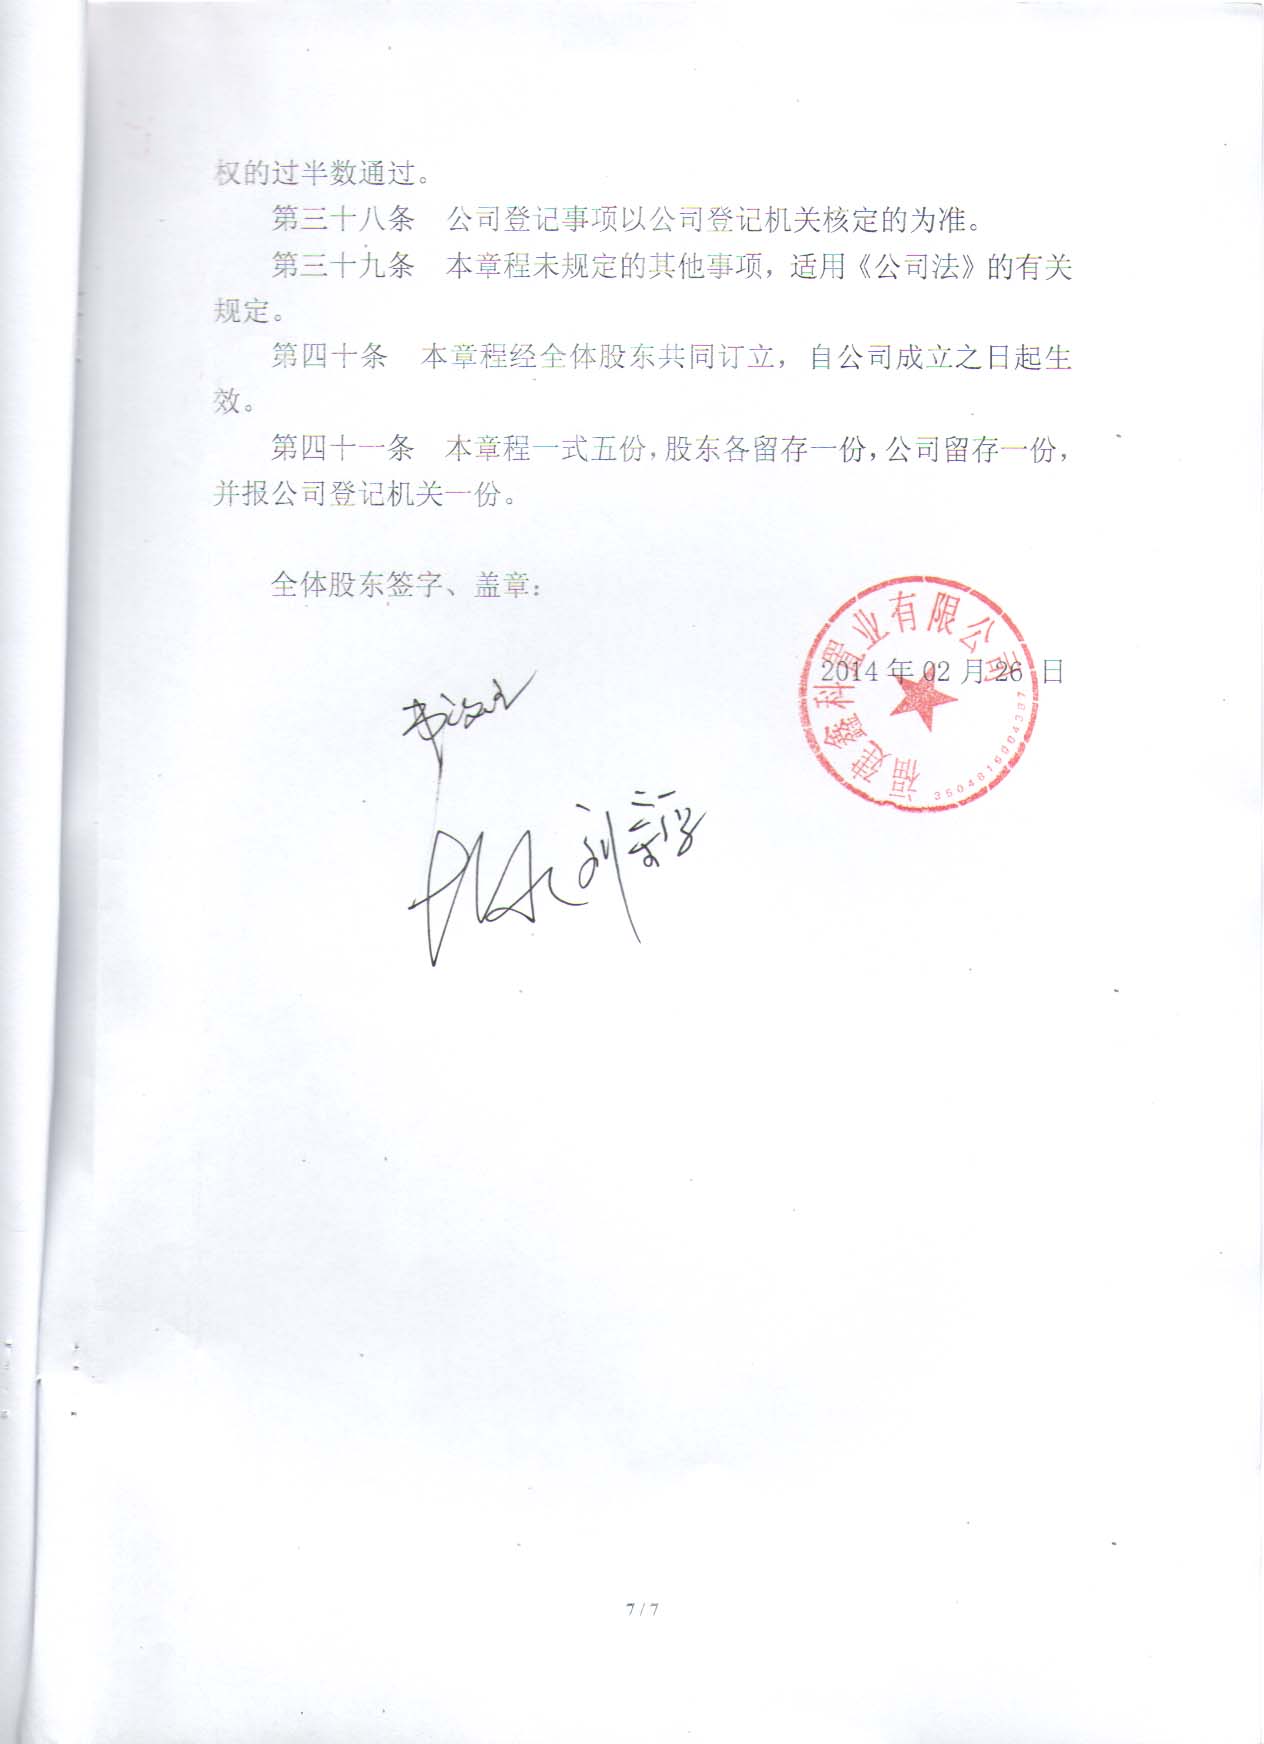 权的过半数通过。
第三十八条　公司登记事项以公司登记机关核定的为准。
第三十九条　本章程未规定的其他事项，适用《公司法》的有关
规定。
第四十条　本章程经全体股东共同订立，自公司成立之日起生
效。
第四十一条　本章程一式五份，股东各留存一份，公司留存一份，
并报公司登记机关一份。
全体股东签字、盖章：
福建鑫科置业有限公司
2014 年 02 月 26 日
7 / 7